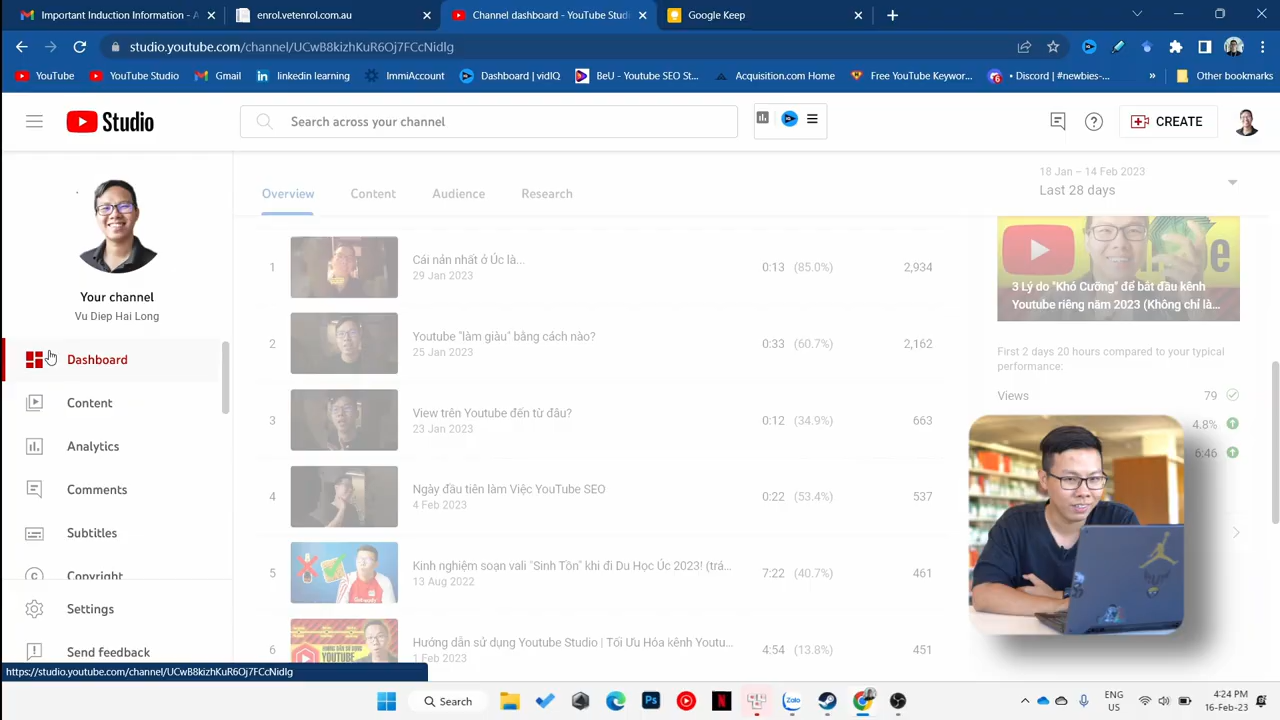 Important Induction Information - A
enrol.vetenrol.com.au
Channel dashboard - YouTube Stud
Google Keep
studio.youtube.com/channel/UCwB8kizhKuR6Oj7FCcNidlg
YouTube
YouTube Studio
Gmail
linkedin learning
ImmiAccount
Dashboard | vidIQ
BeU - Youtube SEO St...
Acquisition.com Home
Free YouTube Keywor...
• Discord | #newbies-...
»
Other bookmarks
Studio
Search across your channel
CREATE
Overview
Content
Audience
Research
18 Jan – 14 Feb 2023
Last 28 days
Your channel
Vu Diep Hai Long
Dashboard
Content
Analytics
Comments
Subtitles
Copyright
Settings
Send feedback
1 Cái nản nhất ở Úc là... 0:13 (85.0%) 2,934
29 Jan 2023
2 Youtube "làm giàu" bằng cách nào? 0:33 (60.7%) 2,162
25 Jan 2023
3 View trên Youtube đến từ đâu? 0:12 (34.9%) 663
23 Jan 2023
4 Ngày đầu tiên làm Việc YouTube SEO 0:22 (53.4%) 537
4 Feb 2023
5 Kinh nghiệm soạn vali "Sinh Tồn" khi đi Du Học Úc 2023! (trá... 7:22 (40.7%) 461
13 Aug 2022
6 Hướng dẫn sử dụng Youtube Studio | Tối Ưu Hóa kênh Youtu... 4:54 (13.8%) 449
1 Feb 2023
3 Lý do "Khó Cưỡng" để bắt đầu kênh
Youtube riêng năm 2023 (Không chỉ là...
First 2 days 20 hours compared to your typical
performance:
Views 79
4.8%
6:46
https://studio.youtube.com/channel/UCwB8kizhKuR6Oj7FCcNidlg
Search
ENG
US
4:24 PM
16-Feb-23